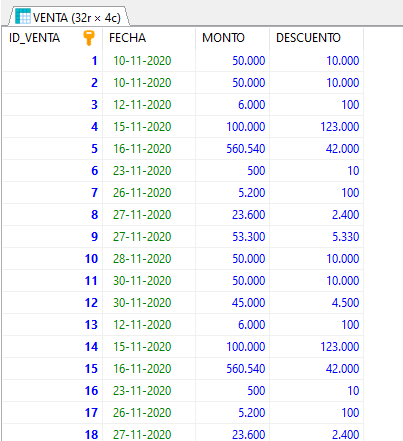 VENTA (32r × 4c)
ID_VENTA FECHA MONTO DESCUENTO
1 10-11-2020 50.000 10.000
2 10-11-2020 50.000 10.000
3 12-11-2020 6.000 100
4 15-11-2020 100.000 123.000
5 16-11-2020 560.540 42.000
6 23-11-2020 500 10
7 26-11-2020 5.200 100
8 27-11-2020 23.600 2.400
9 27-11-2020 53.300 5.330
10 28-11-2020 50.000 10.000
11 30-11-2020 50.000 10.000
12 30-11-2020 45.000 4.500
13 12-11-2020 6.000 100
14 15-11-2020 100.000 123.000
15 16-11-2020 560.540 42.000
16 23-11-2020 500 10
17 26-11-2020 5.200 100
18 27-11-2020 23.600 2.400